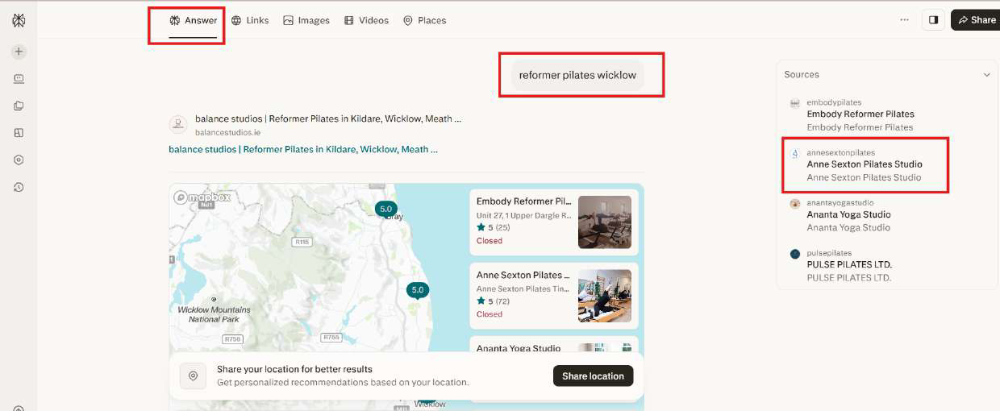 Answer
Links
Images
Videos
Places
Share
reformer pilates wicklow
balance studios | Reformer Pilates in Kildare, Wicklow, Meath ...
balancestudios.ie
balance studios | Reformer Pilates in Kildare, Wicklow, Meath ...
mapbox
5.0
Bray
R115
5.0
Wicklow Mountains
National Park
R755
Wicklow
Embody Reformer Pil...
Unit 27, 1 Upper Dargle R...
5 (25)
Closed
Anne Sexton Pilates ...
Anne Sexton Pilates Tin...
5 (72)
Closed
Ananta Yoga Studio
Share your location for better results
Get personalized recommendations based on your location.
Share location
Sources
embodypilates
Embody Reformer Pilates
Embody Reformer Pilates
annesextonpilates
Anne Sexton Pilates Studio
Anne Sexton Pilates Studio
anantayogastudio
Ananta Yoga Studio
Ananta Yoga Studio
pulsepilates
PULSE PILATES LTD.
PULSE PILATES LTD.